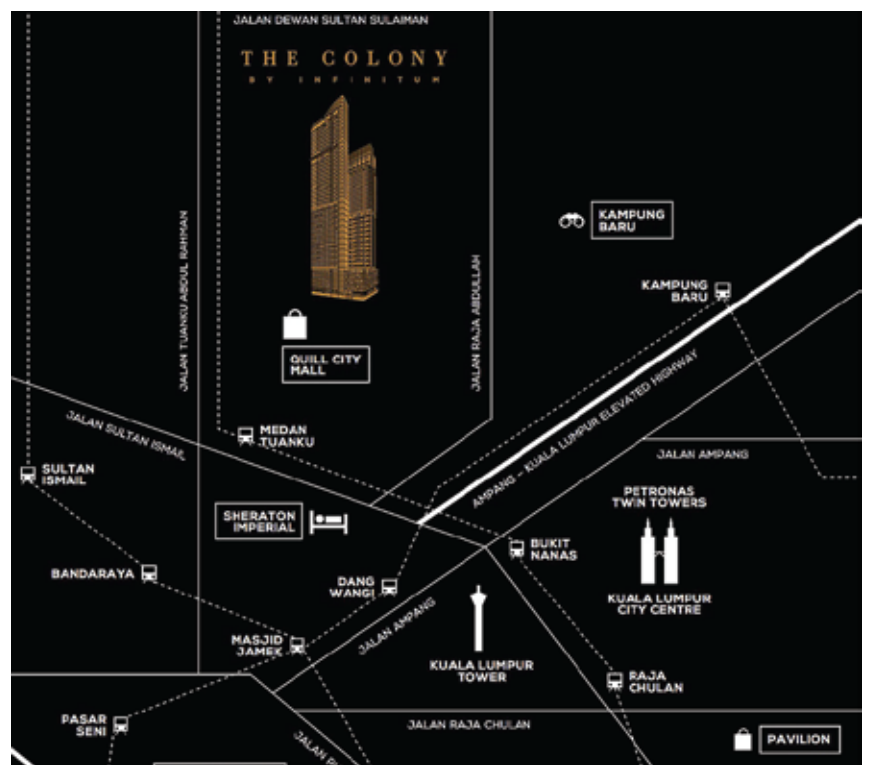 JALAN DEWAN SULTAN SULAIMAN
THE COLONY
BY INFINITUM
KAMPUNG
BARU
JALAN TUANKU ABDUL RAHMAN
JALAN RAJA ABDULLAH
KAMPUNG
BARU
QUILL CITY
MALL
AMPANG - KUALA LUMPUR ELEVATED HIGHWAY
JALAN SULTAN ISMAIL
MEDAN
TUANKU
JALAN AMPANG
SULTAN
ISMAIL
PETRONAS
TWIN TOWERS
SHERATON
IMPERIAL
BUKIT
NANAS
BANDARAYA
DANG
WANGI
KUALA LUMPUR
CITY CENTRE
JALAN AMPANG
MASJID
JAMEK
KUALA LUMPUR
TOWER
RAJA
CHULAN
PASAR
SENI
JALAN RAJA CHULAN
JALAN
PAVILION